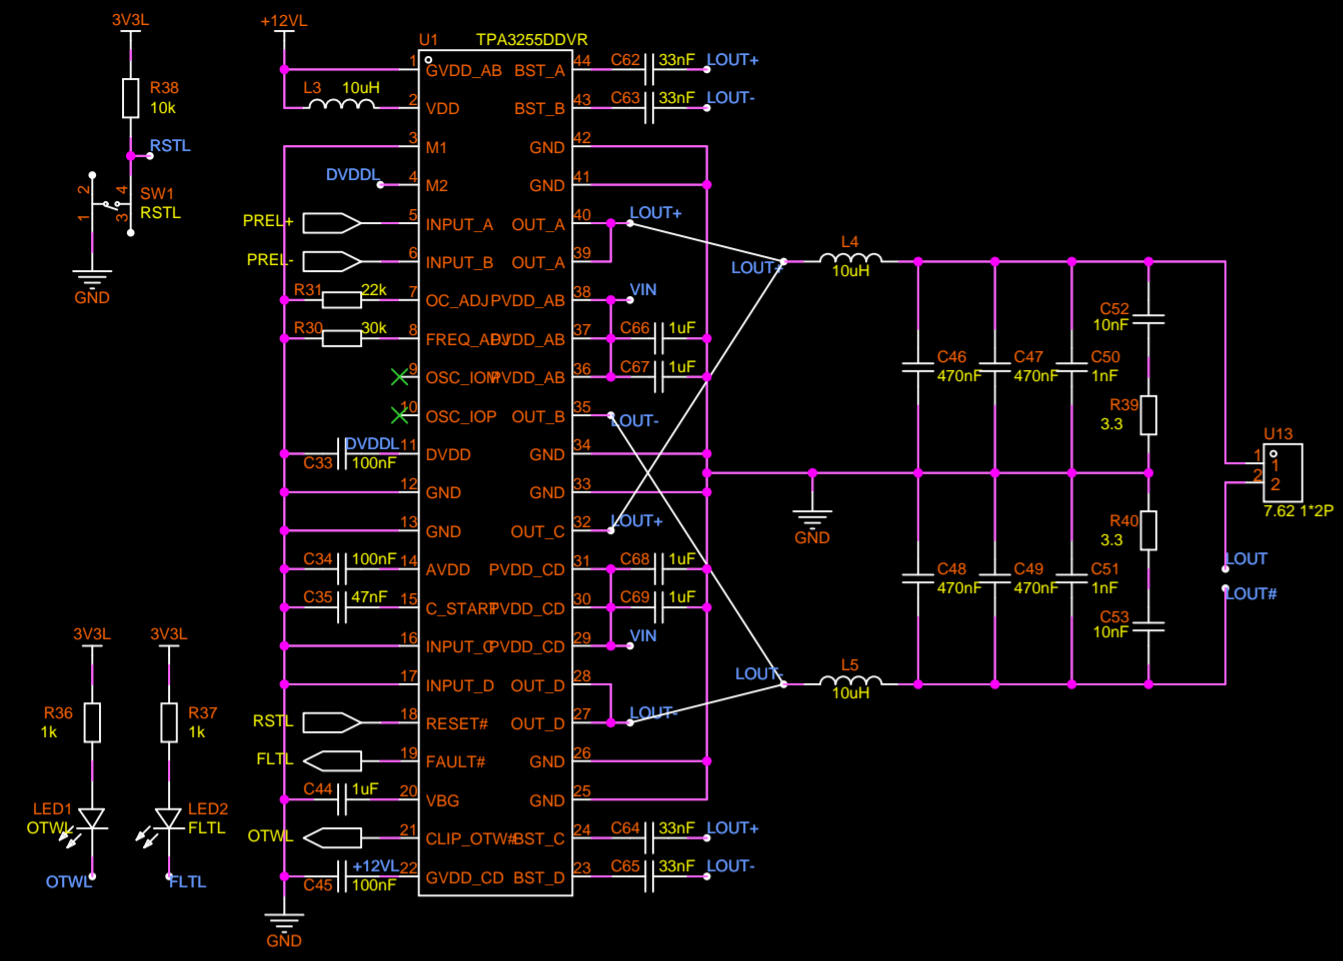 3V3L
R38
10k
RSTL
2
4
1
3
SW1
RSTL
GND
+12VL
L3
10uH
DVDDL
PREL+
PREL-
R31
22k
R30
30k
DVDDL
C33
100nF
C34
100nF
C35
47nF
RSTL
FLTL
C44
1uF
OTWL
+12VL
C45
100nF
GND
3V3L
3V3L
R36
1k
R37
1k
LED1
OTWL
LED2
FLTL
OTWL
FLTL
U1
TPA3255DDVR
1 GVDD_AB
2 VDD
3 M1
4 M2
5 INPUT_A
6 INPUT_B
7 OC_ADJ
8 FREQ_ADJ
9 OSC_IOM
10 OSC_IOP
11 DVDD
12 GND
13 GND
14 AVDD
15 C_START
16 INPUT_C
17 INPUT_D
18 RESET#
19 FAULT#
20 VBG
21 CLIP_OTW#
22 GVDD_CD
BST_A 44
BST_B 43
GND 42
GND 41
OUT_A 40
OUT_A 39
PVDD_AB 38
PVDD_AB 37
PVDD_AB 36
OUT_B 35
GND 34
GND 33
OUT_C 32
PVDD_CD 31
PVDD_CD 30
PVDD_CD 29
OUT_D 28
OUT_D 27
GND 26
GND 25
BST_C 24
BST_D 23
C62
33nF
LOUT+
C63
33nF
LOUT-
LOUT+
VIN
C66
1uF
C67
1uF
LOUT-
LOUT+
C68
1uF
C69
1uF
VIN
LOUT-
C64
33nF
LOUT+
C65
33nF
LOUT-
LOUT+
L4
10uH
LOUT-
L5
10uH
GND
C46
470nF
C47
470nF
C50
1nF
C52
10nF
R39
3.3
C48
470nF
C49
470nF
C51
1nF
R40
3.3
C53
10nF
U13
1
2
1
2
7.62 1*2P
LOUT
LOUT#